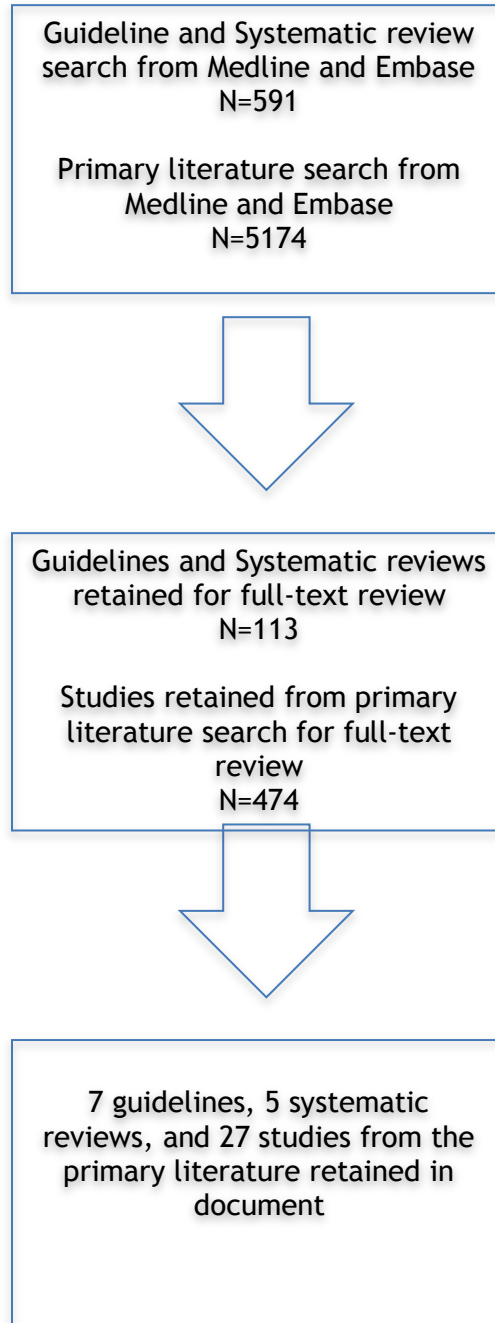 Guideline and Systematic review
search from Medline and Embase
N=591
Primary literature search from
Medline and Embase
N=5174
Guidelines and Systematic reviews
retained for full-text review
N=113
Studies retained from primary
literature search for full-text
review
N=474
7 guidelines, 5 systematic
reviews, and 27 studies from the
primary literature retained in
document